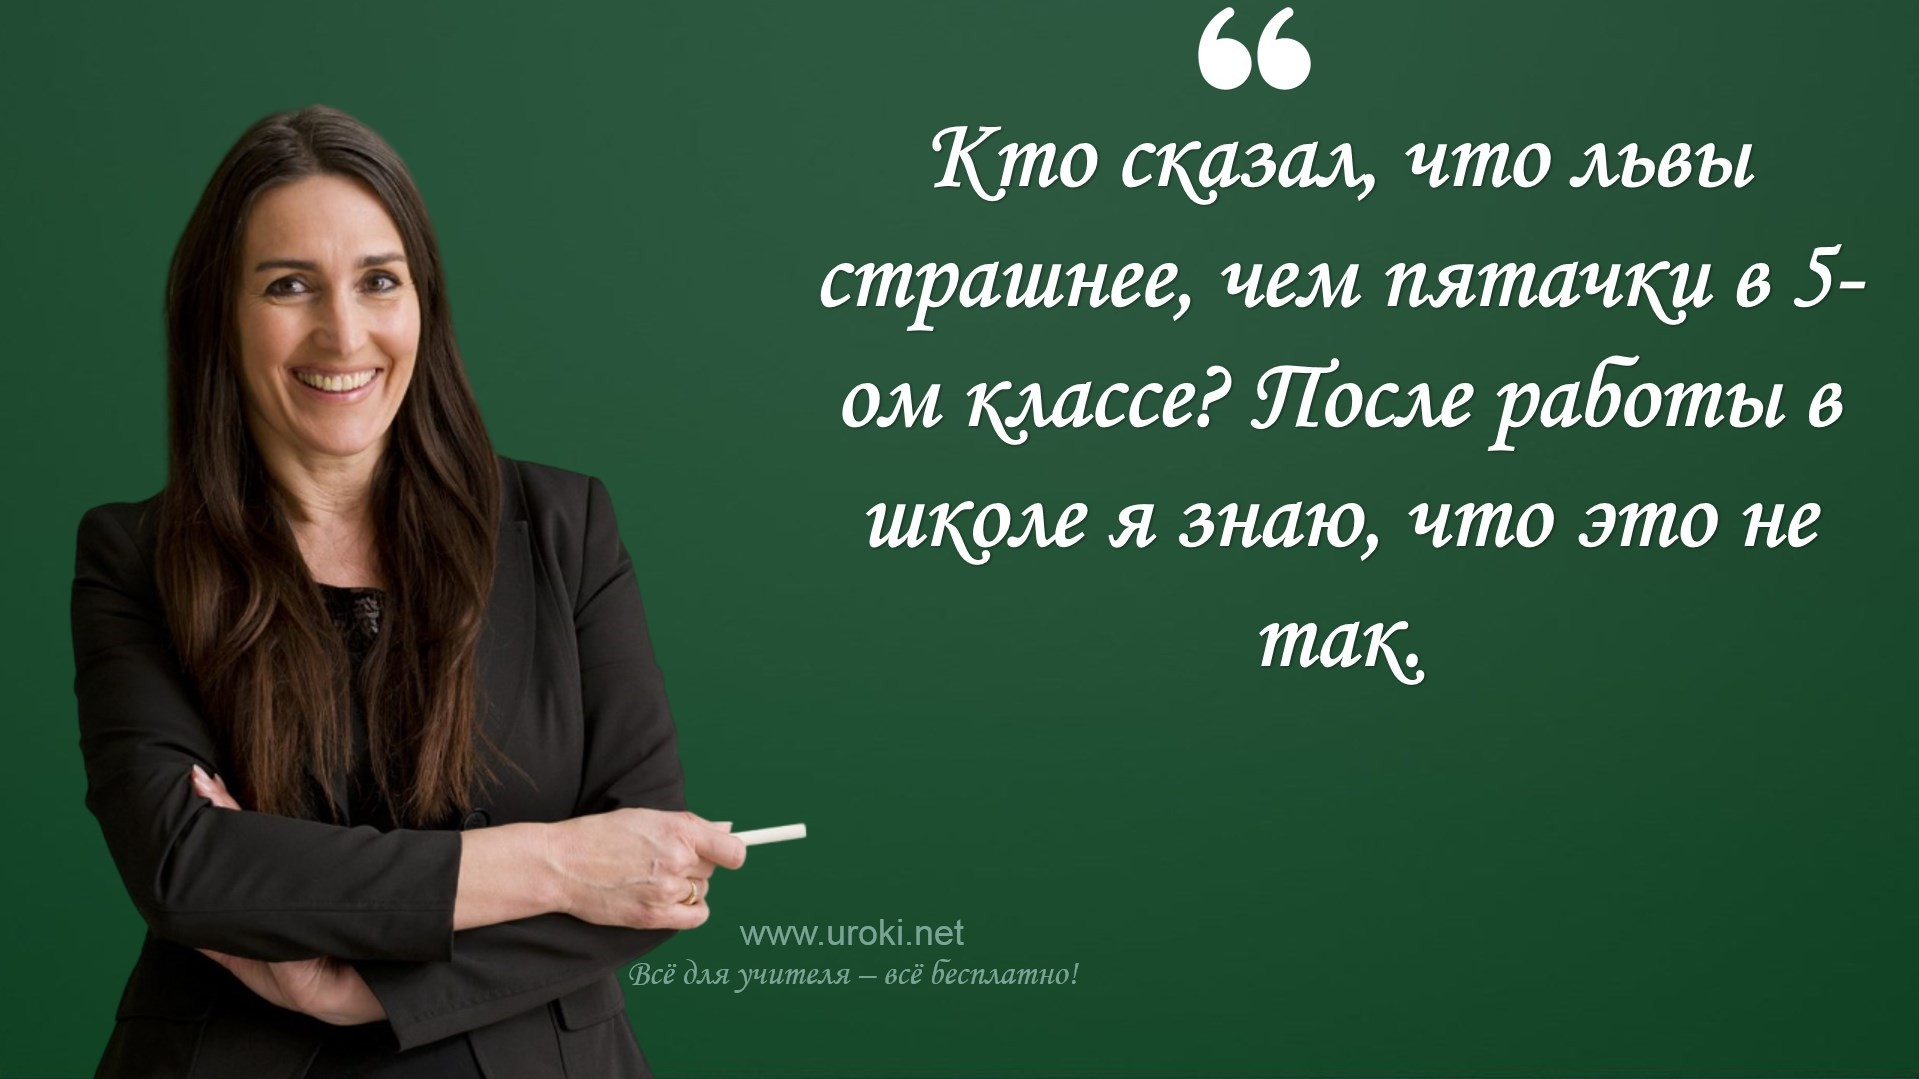 Кто сказал, что львы
страшнее, чем пятачки в 5-
ом классе? После работы в
школе я знаю, что это не
так.
www.uroki.net
Всё для учителя – всё бесплатно!